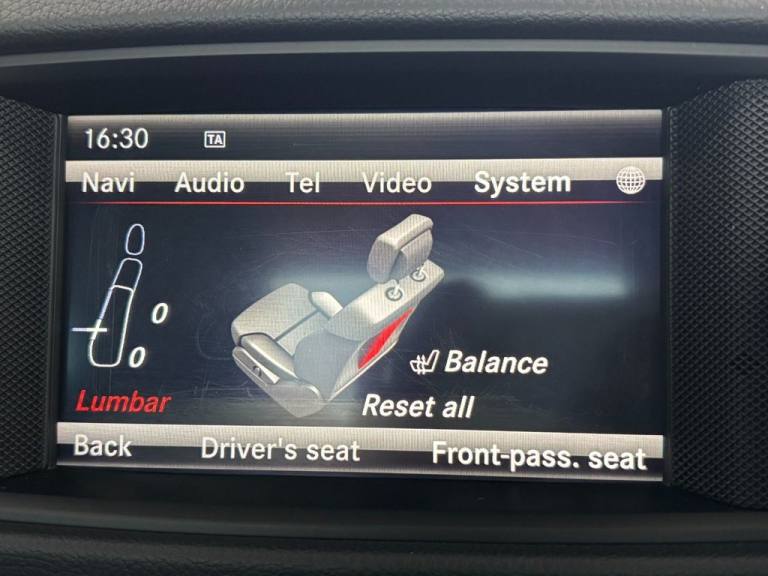 16:30 TA
Navi Audio Tel Video System
0
0
Balance
Lumbar
Reset all
Back Driver's seat Front-pass. seat